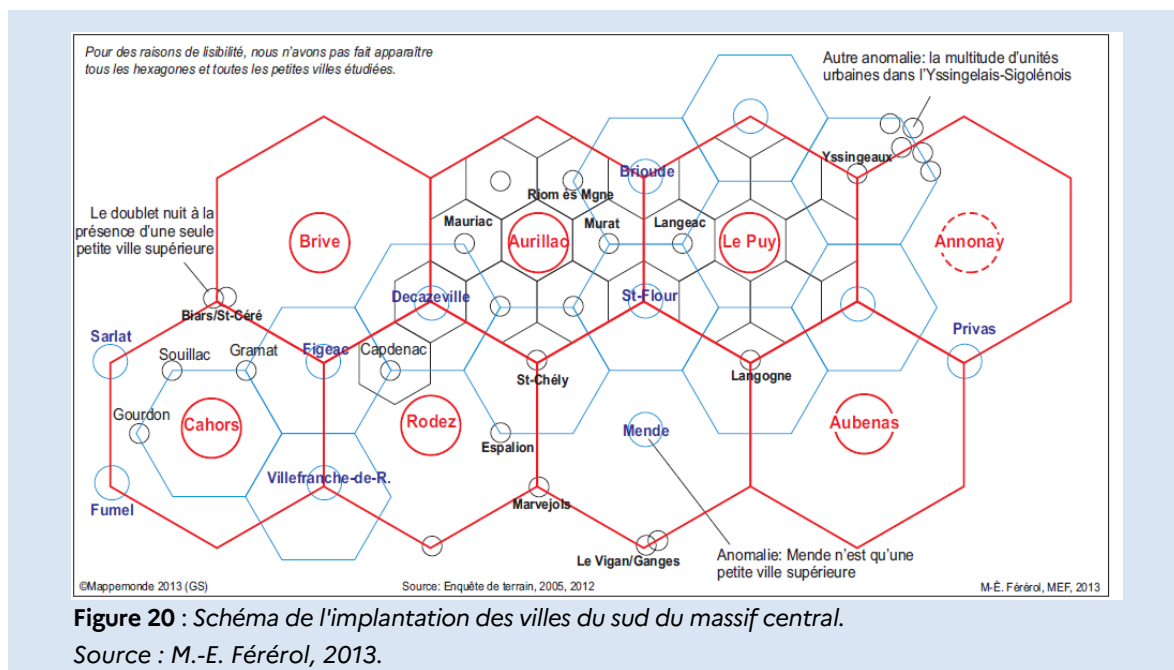 Pour des raisons de lisibilité, nous n'avons pas fait apparaître
tous les hexagones et toutes les petites villes étudiées.
Autre anomalie: la multitude d'unités
urbaines dans l'Yssingelais-Sigolénois
Yssingeaux
Brioude
Riom ès Mgne
Le doublet nuit à la
présence d'une seule
petite ville supérieure
Mauriac
Murat
Langeac
Brive
Aurillac
Le Puy
Annonay
Decazeville
St-Flour
Biars/St-Céré
Sarlat
Privas
Souillac
Gramat
Figeac
Capdenac
St-Chély
Langogne
Gourdon
Cahors
Rodez
Mende
Aubenas
Espalion
Villefranche-de-R.
Fumel
Marvejols
Le Vigan/Ganges
Anomalie: Mende n'est qu'une
petite ville supérieure
©Mappemonde 2013 (GS)
Source: Enquête de terrain, 2005, 2012
M-È. Férérol, MEF, 2013
Figure 20 : Schéma de l'implantation des villes du sud du massif central.
Source : M.-E. Férérol, 2013.